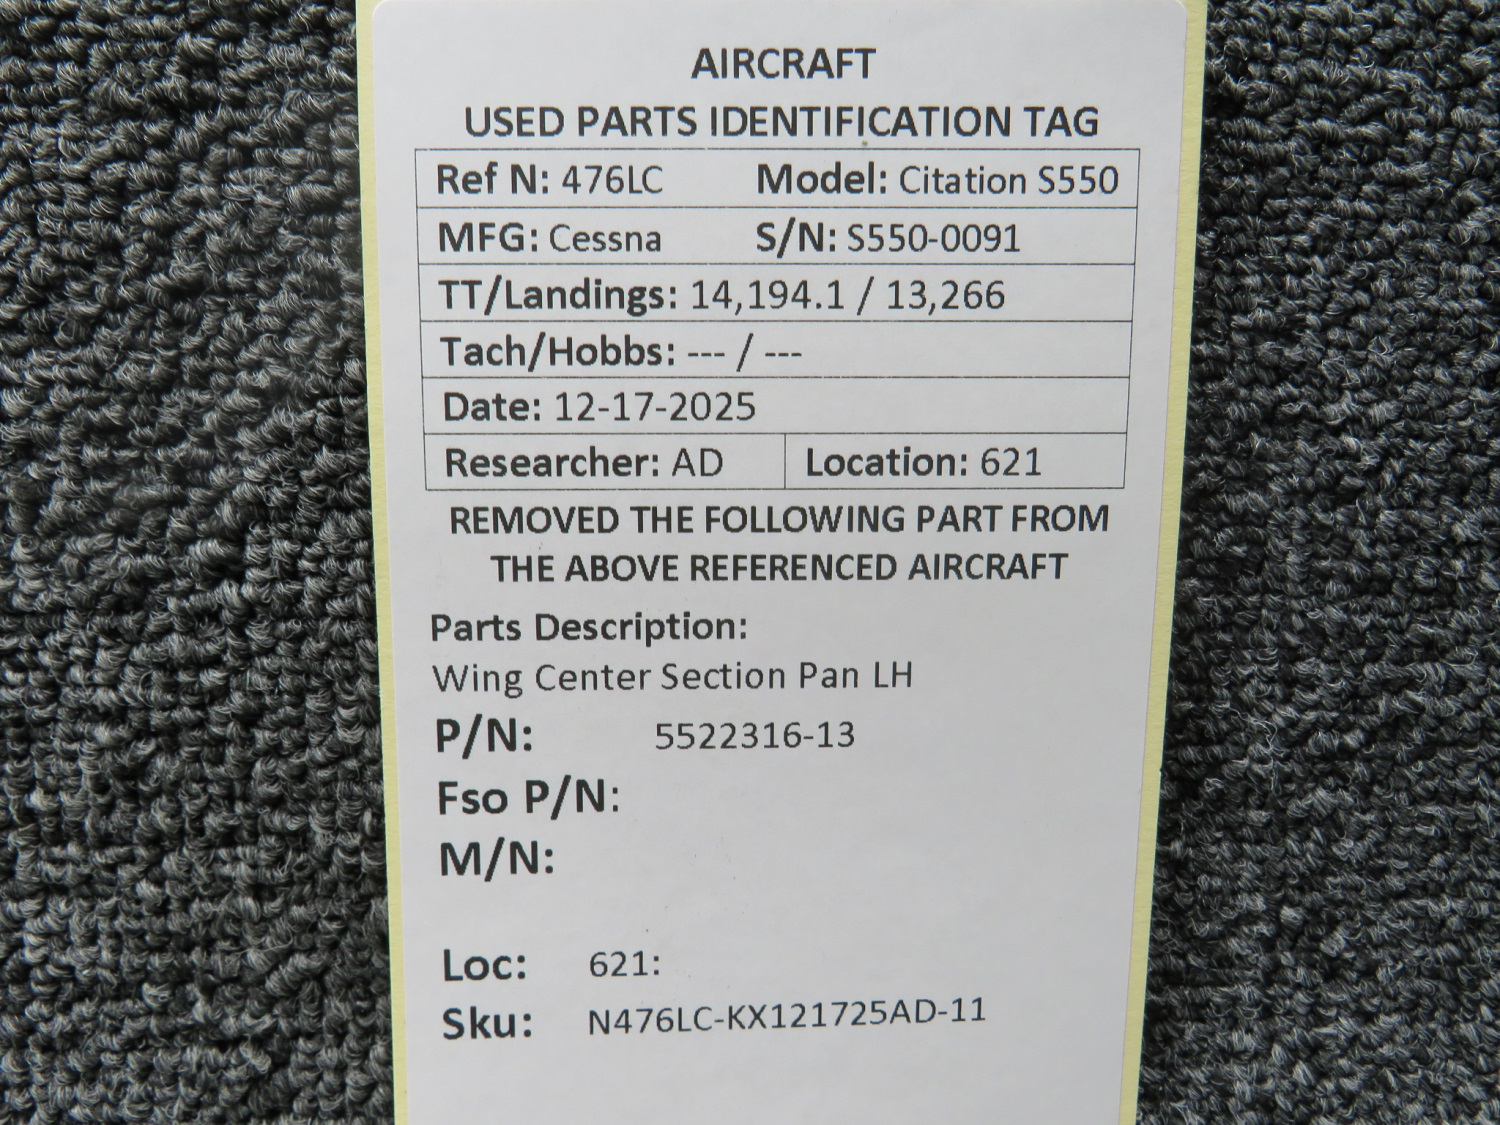 AIRCRAFT
USED PARTS IDENTIFICATION TAG
Ref N: 476LC Model: Citation S550
MFG: Cessna S/N: S550-0091
TT/Landings: 14,194.1 / 13,266
Tach/Hobbs: --- / ---
Date: 12-17-2025
Researcher: AD Location: 621
REMOVED THE FOLLOWING PART FROM
THE ABOVE REFERENCED AIRCRAFT
Parts Description:
Wing Center Section Pan LH
P/N: 5522316-13
Fso P/N:
M/N:
Loc: 621:
Sku: N476LC-KX121725AD-11